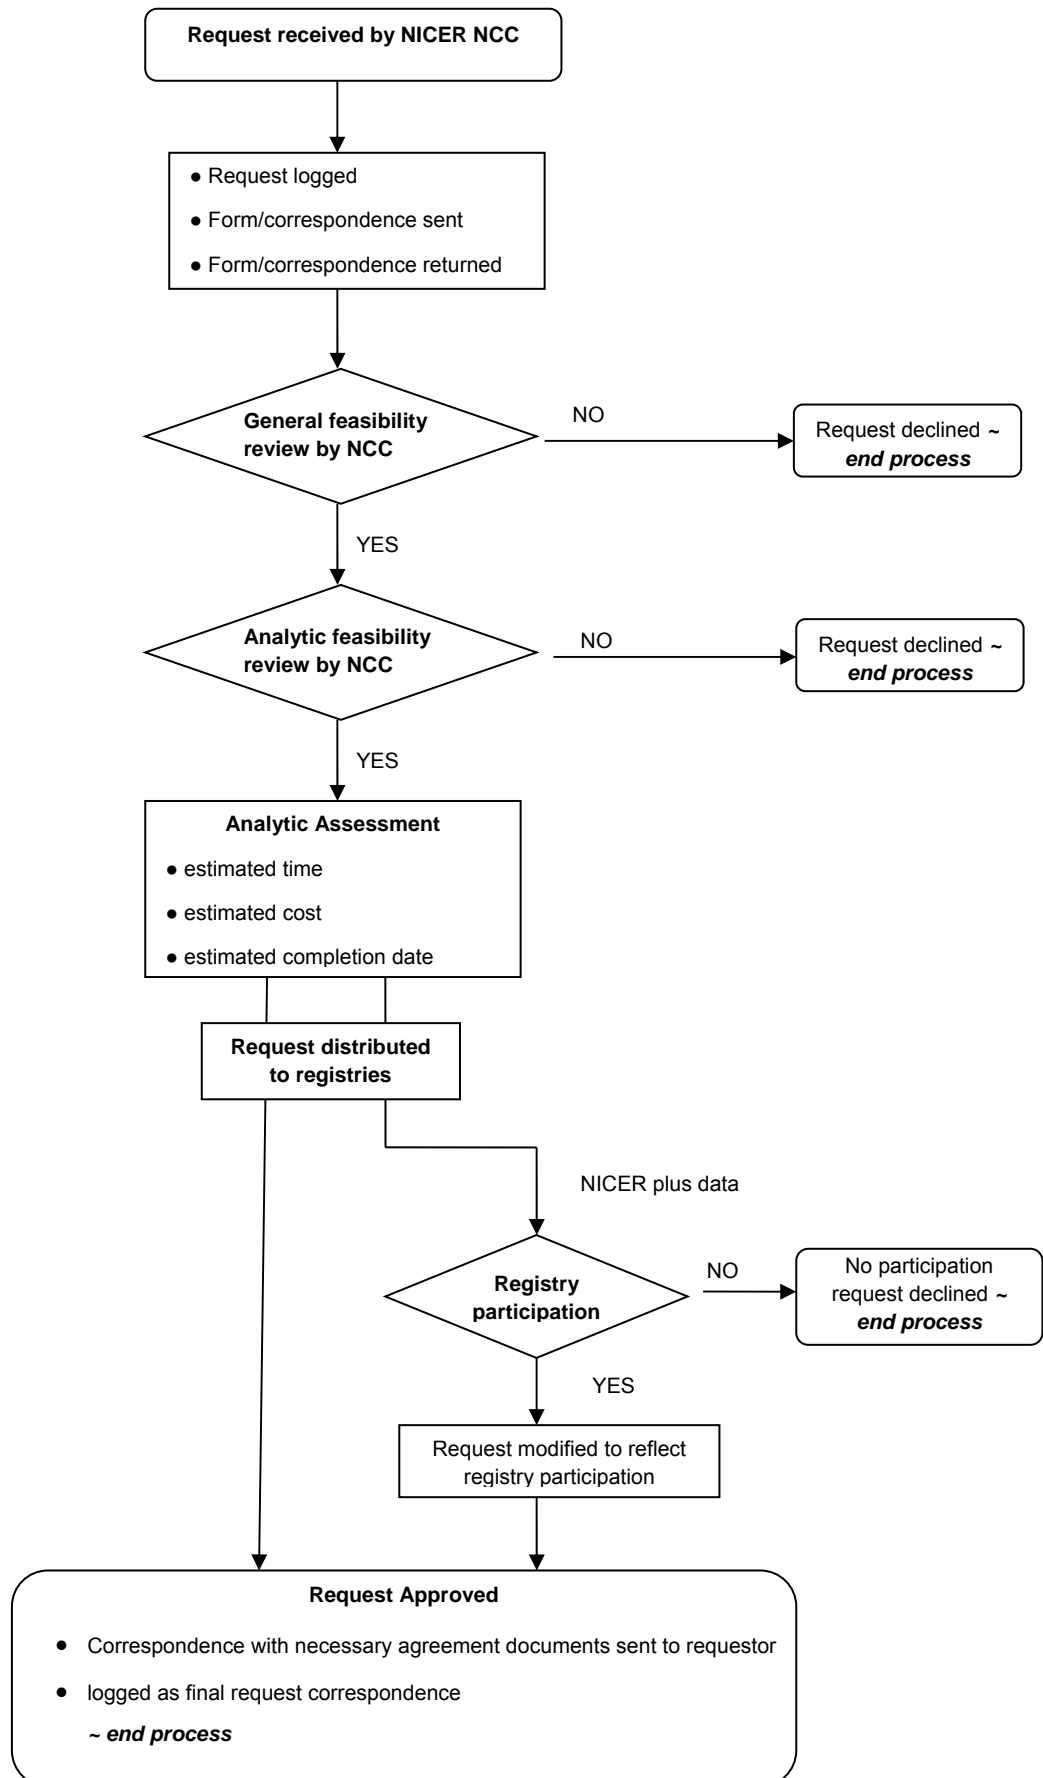 Request received by NICER NCC
● Request logged
● Form/correspondence sent
● Form/correspondence returned
General feasibility
review by NCC
NO
Request declined ~
end process
YES
Analytic feasibility
review by NCC
NO
Request declined ~
end process
YES
Analytic Assessment
● estimated time
● estimated cost
● estimated completion date
Request distributed
to registries
NICER plus data
Registry
participation
NO
No participation
request declined ~
end process
YES
Request modified to reflect
registry participation
Request Approved
● Correspondence with necessary agreement documents sent to requestor
● logged as final request correspondence
~ end process